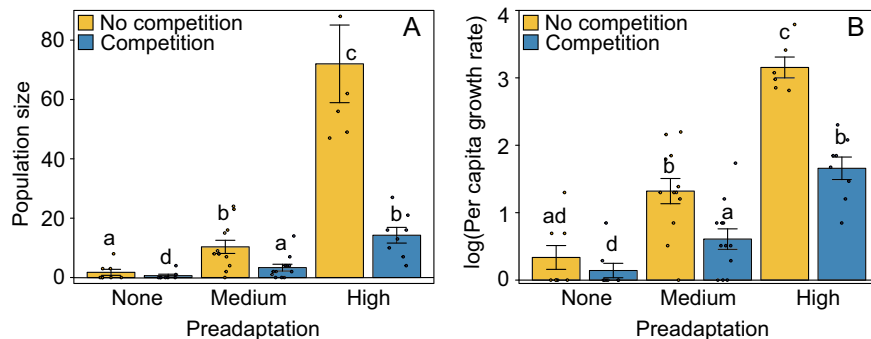 A
No competition
Competition
Population size
80
60
40
20
0
a
d
b
a
c
b
None
Medium
High
Preadaptation
B
No competition
Competition
log(Per capita growth rate)
4
3
2
1
0
ad
d
b
a
c
b
None
Medium
High
Preadaptation